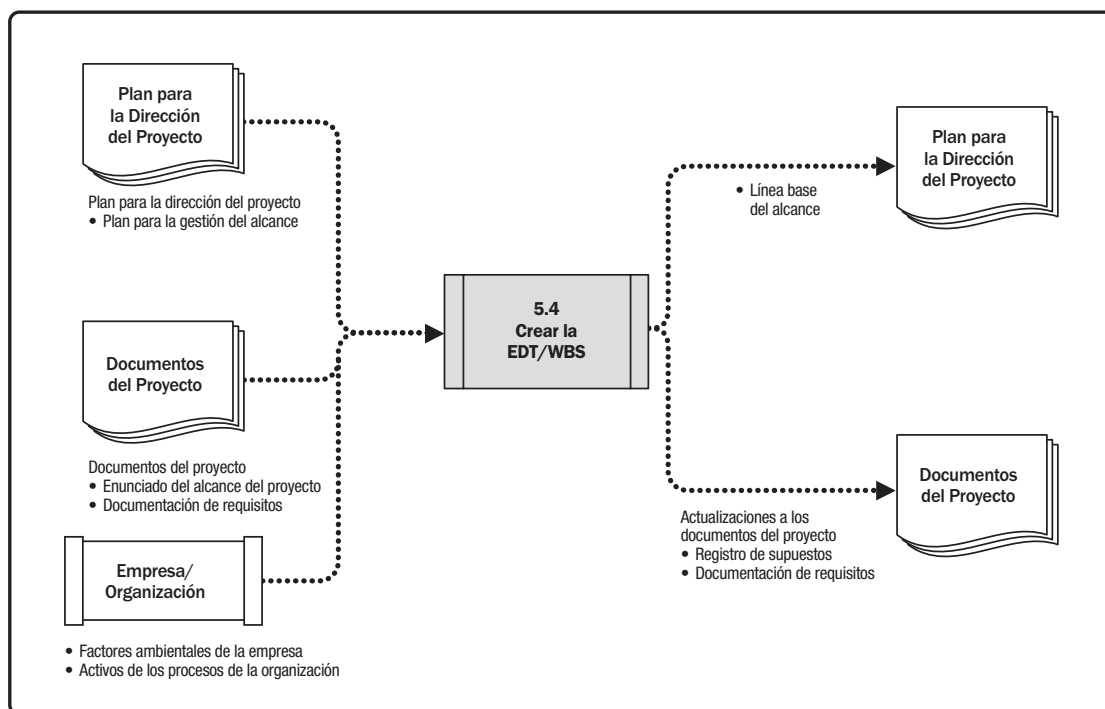 Plan para
la Dirección
del Proyecto
Plan para la dirección del proyecto
• Plan para la gestión del alcance
Documentos
del Proyecto
Documentos del proyecto
• Enunciado del alcance del proyecto
• Documentación de requisitos
Empresa/
Organización
• Factores ambientales de la empresa
• Activos de los procesos de la organización
5.4
Crear la
EDT/WBS
• Línea base
del alcance
Plan para
la Dirección
del Proyecto
Actualizaciones a los
documentos del proyecto
• Registro de supuestos
• Documentación de requisitos
Documentos
del Proyecto